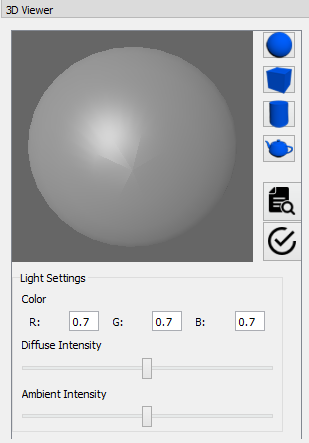 3D Viewer
Light Settings
Color
R: 0.7 G: 0.7 B: 0.7
Diffuse Intensity
Ambient Intensity